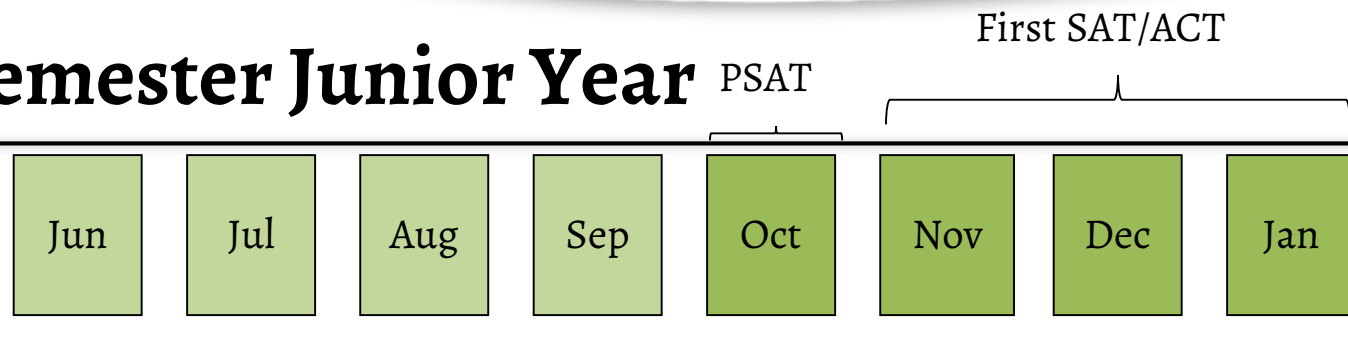 First SAT/ACT
emester Junior Year PSAT
Jun Jul Aug Sep Oct Nov Dec Jan